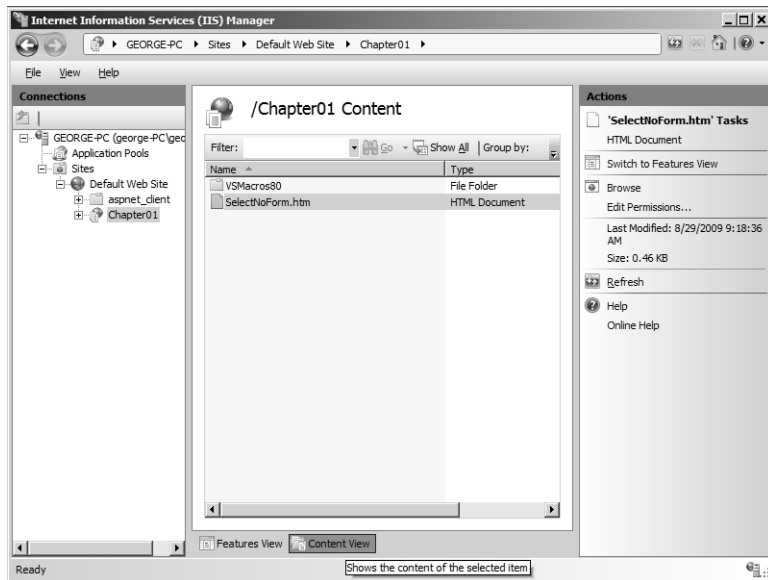 Internet Information Services (IIS) Manager
GEORGE-PC Sites Default Web Site Chapter01
File View Help
Connections
GEORGE-PC (george-PC\geo
Application Pools
Sites
Default Web Site
aspnet_client
Chapter01
/Chapter01 Content
Filter: Go Show All Group by:
Name Type
VSMacros80 File Folder
SelectNoForm.htm HTML Document
Features View Content View
Actions
'SelectNoForm.htm' Tasks
HTML Document
Switch to Features View
Browse
Edit Permissions...
Last Modified: 8/29/2009 9:18:36
AM
Size: 0.46 KB
Refresh
Help
Online Help
Ready
Shows the content of the selected item